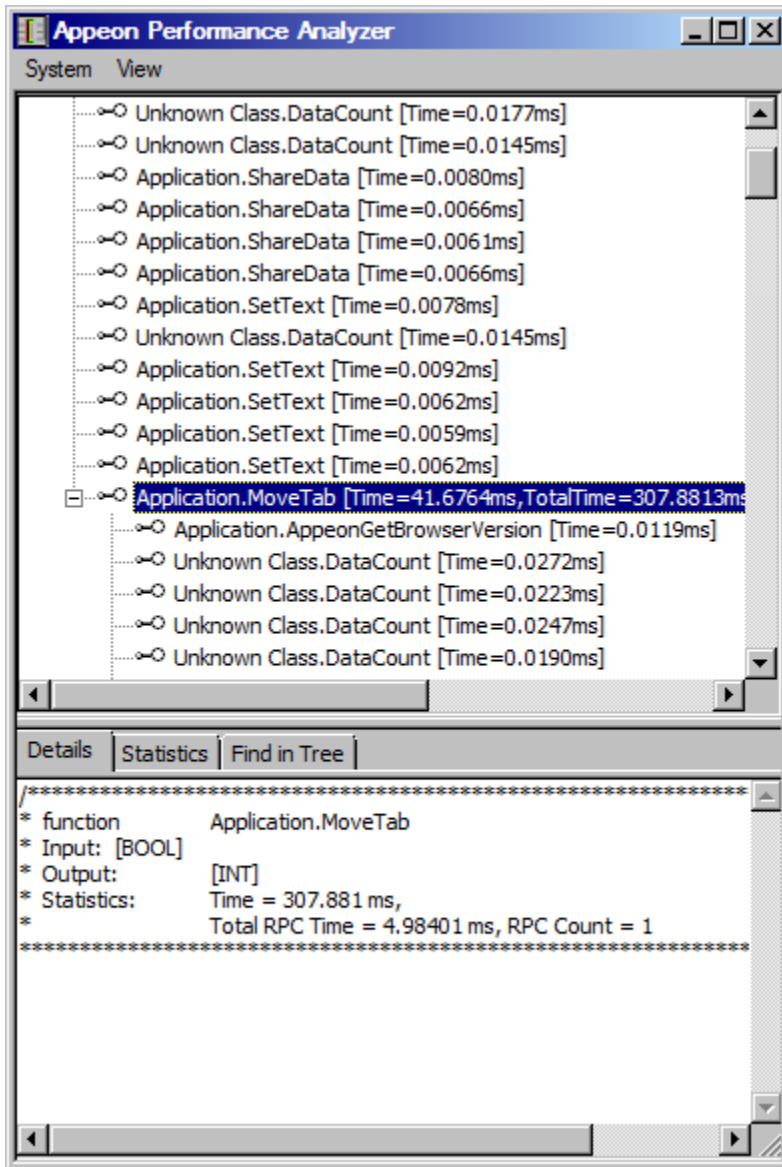 Appeon Performance Analyzer
System View
Unknown Class.DataCount [Time=0.0177ms]
Unknown Class.DataCount [Time=0.0145ms]
Application.ShareData [Time=0.0080ms]
Application.ShareData [Time=0.0066ms]
Application.ShareData [Time=0.0061ms]
Application.ShareData [Time=0.0066ms]
Application.SetText [Time=0.0078ms]
Unknown Class.DataCount [Time=0.0145ms]
Application.SetText [Time=0.0092ms]
Application.SetText [Time=0.0062ms]
Application.SetText [Time=0.0059ms]
Application.SetText [Time=0.0062ms]
Application.MoveTab [Time=41.6764ms,TotalTime=307.8813ms
Application.AppeonGetBrowserVersion [Time=0.0119ms]
Unknown Class.DataCount [Time=0.0272ms]
Unknown Class.DataCount [Time=0.0223ms]
Unknown Class.DataCount [Time=0.0247ms]
Unknown Class.DataCount [Time=0.0190ms]
Details Statistics Find in Tree
/*************************************************************
* function Application.MoveTab
* Input: [BOOL]
* Output: [INT]
* Statistics: Time = 307.881 ms,
* Total RPC Time = 4.98401 ms, RPC Count = 1
**************************************************************